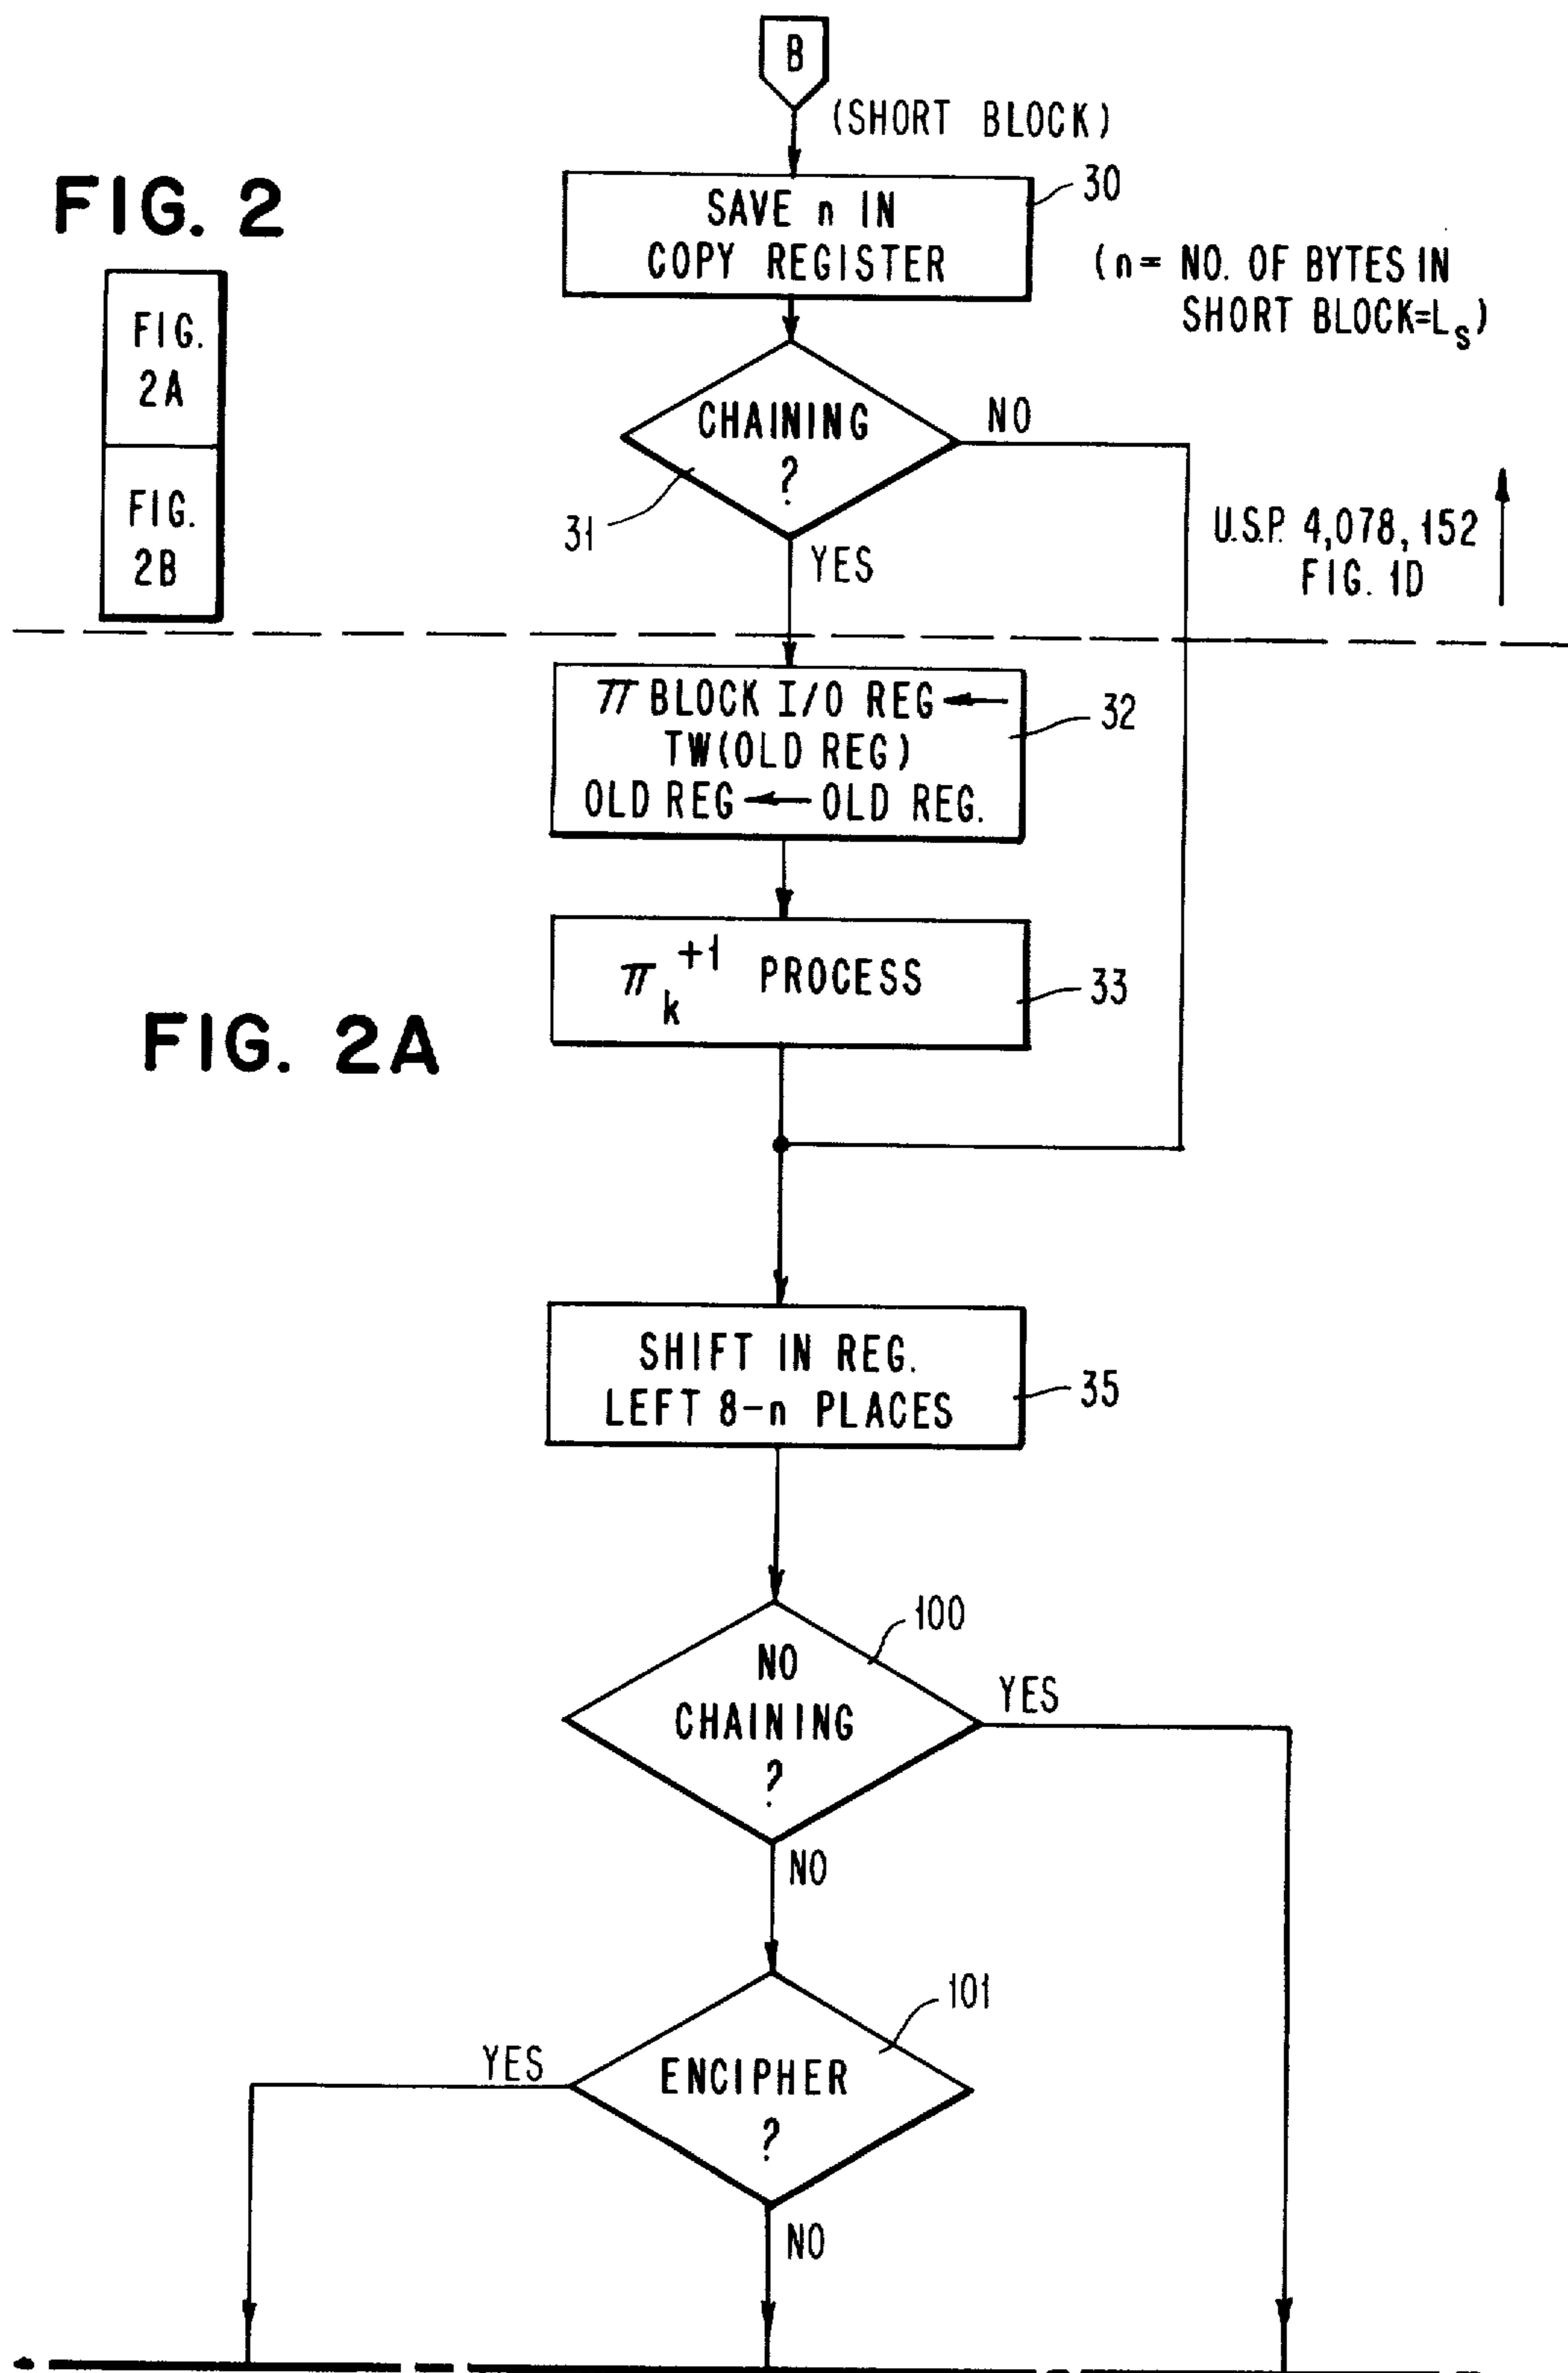 B
(SHORT BLOCK)
FIG. 2
FIG.
2A
FIG.
2B
SAVE n IN
COPY REGISTER
30
(n= NO. OF BYTES IN
SHORT BLOCK=Ls)
CHAINING
?
31
NO
YES
U.S.P. 4,078,152
FIG. 1D
π BLOCK I/O REG ←
TW(OLD REG)
OLD REG ← OLD REG.
32
πk+1 PROCESS
33
FIG. 2A
SHIFT IN REG.
LEFT 8-n PLACES
35
NO
CHAINING
?
100
YES
NO
ENCIPHER
?
101
YES
NO